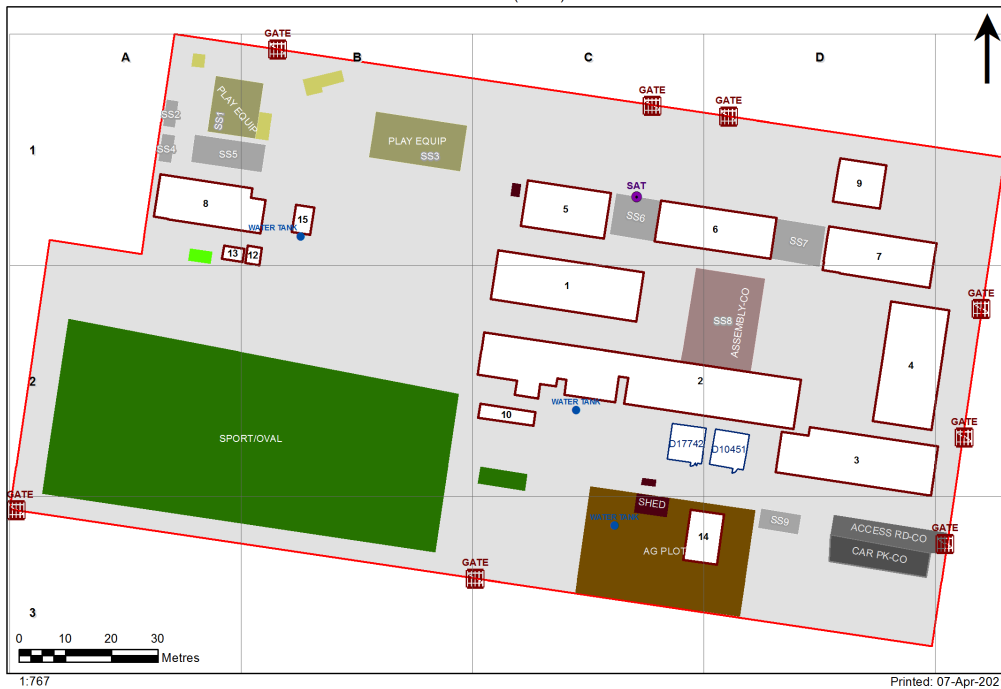 GATE
A
B
C
D
GATE
GATE
SS2
PLAY EQUIP
SS1
PLAY EQUIP
SS3
SS4
SS5
1
9
SAT
8
15
5
SS6
6
SS7
7
WATER TANK
13
12
1
GATE
SS8
ASSEMBLY-CO
4
2
2
WATER TANK
10
SPORT/OVAL
D17742
D10451
GATE
3
GATE
SHED
WATER TANK
SS9
AG PLOT
14
ACCESS RD-CO
CAR PK-CO
GATE
GATE
3
0 10 20 30
Metres
1:767
Printed: 07-Apr-202